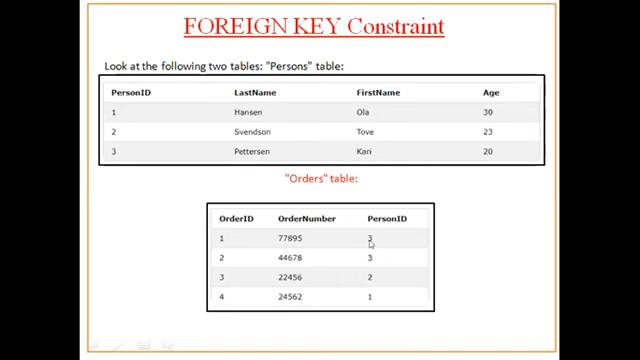 FOREIGN KEY Constraint
Look at the following two tables: "Persons" table:
PersonID LastName FirstName Age
1 Hansen Ola 30
2 Svendson Tove 23
3 Pettersen Kari 20
"Orders" table:
OrderID OrderNumber PersonID
1 77895 3
2 44678 3
3 22456 2
4 24562 1